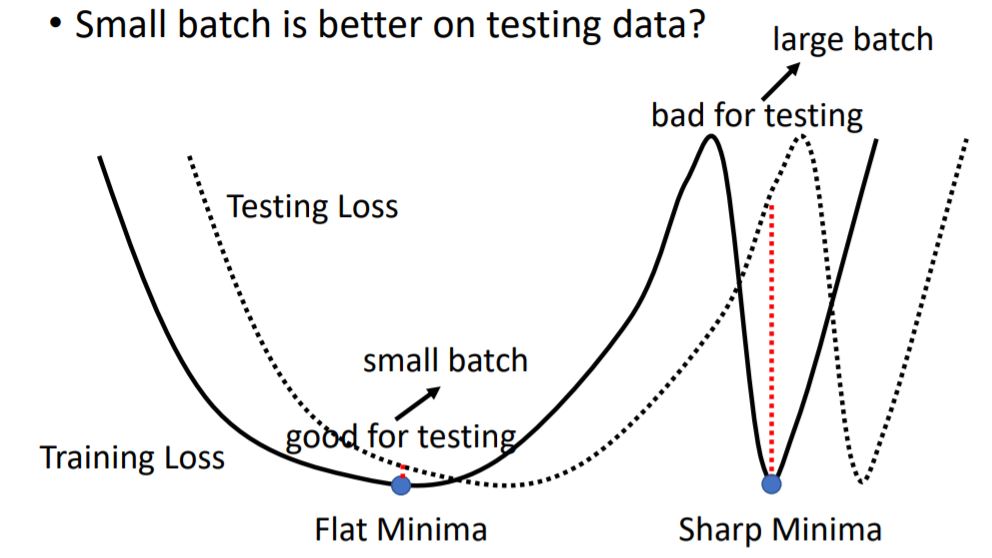 • Small batch is better on testing data?
large batch
bad for testing
Testing Loss
small batch
good for testing
Training Loss
Flat Minima
Sharp Minima